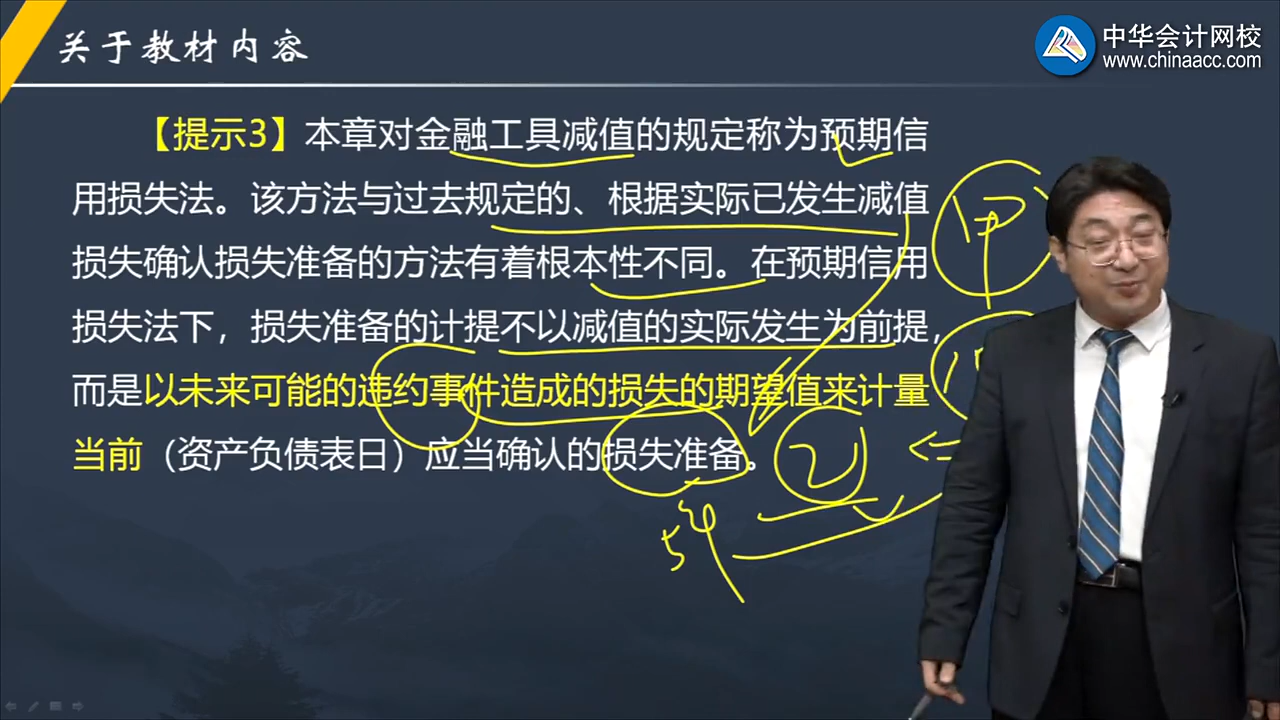 关于教材内容
中华会计网校
www.chinaacc.com
【提示3】本章对金融工具减值的规定称为预期信
用损失法。该方法与过去规定的、根据实际已发生减值
损失确认损失准备的方法有着根本性不同。在预期信用
损失法下，损失准备的计提不以减值的实际发生为前提，
而是以未来可能的违约事件造成的损失的期望值来计量
当前（资产负债表日）应当确认的损失准备。
甲
乙